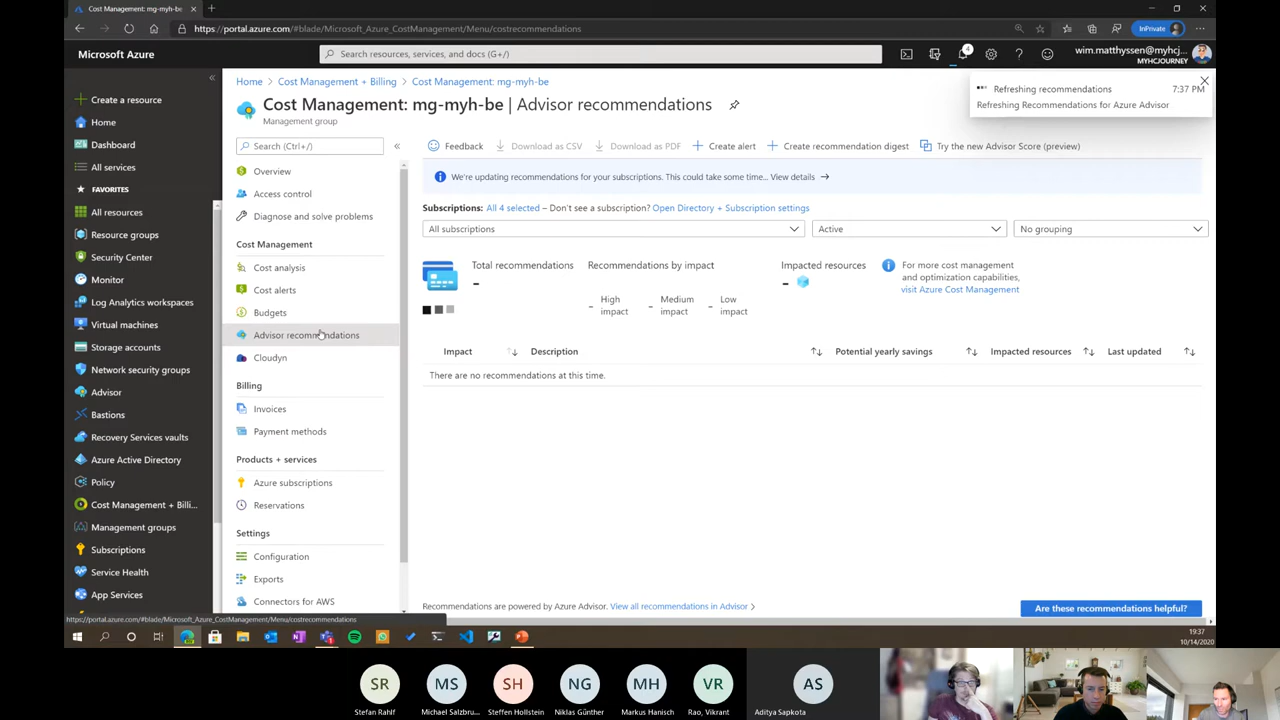 Cost Management: mg-myh-be
https://portal.azure.com/#blade/Microsoft_Azure_CostManagement/Menu/costrecommendations
InPrivate
Microsoft Azure
Search resources, services, and docs (G+/)
4
wim.matthyssen@myhcj...
MYHCJOURNEY
Create a resource
Home
Dashboard
All services
FAVORITES
All resources
Resource groups
Security Center
Monitor
Log Analytics workspaces
Virtual machines
Storage accounts
Network security groups
Advisor
Bastions
Recovery Services vaults
Azure Active Directory
Policy
Cost Management + Billi...
Management groups
Subscriptions
Service Health
App Services
Home > Cost Management + Billing > Cost Management: mg-myh-be >
Cost Management: mg-myh-be | Advisor recommendations
Management group
Search (Ctrl+/)
Overview
Access control
Diagnose and solve problems
Cost Management
Cost analysis
Cost alerts
Budgets
Advisor recommendations
Cloudyn
Billing
Invoices
Payment methods
Products + services
Azure subscriptions
Reservations
Settings
Configuration
Exports
Connectors for AWS
Refreshing recommendations 7:37 PM
Refreshing Recommendations for Azure Advisor
Feedback Download as CSV Download as PDF Create alert Create recommendation digest Try the new Advisor Score (preview)
We're updating recommendations for your subscriptions. This could take some time... View details →
Subscriptions: All 4 selected – Don't see a subscription? Open Directory + Subscription settings
All subscriptions Active No grouping
Total recommendations
-
Recommendations by impact
- High impact - Medium impact - Low impact
Impacted resources
-
For more cost management
and optimization capabilities,
visit Azure Cost Management
Impact Description Potential yearly savings Impacted resources Last updated
There are no recommendations at this time.
Recommendations are powered by Azure Advisor. View all recommendations in Advisor
Are these recommendations helpful?
https://portal.azure.com/#blade/Microsoft_Azure_CostManagement/Menu/costrecommendations
19:37
10/14/2020
SR MS SH NG MH VR AS
Stefan Rahlf Michael Salzbru... Steffen Hollstein Niklas Günther Markus Hanisch Rao, Vikrant Aditya Sapkota